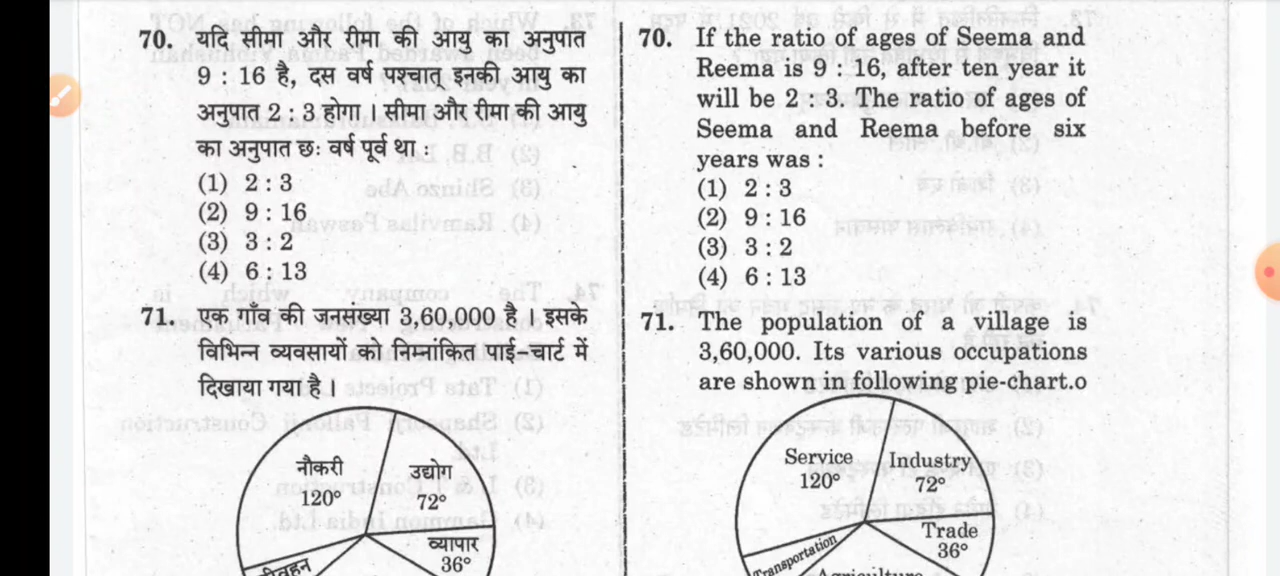 70. यदि सीमा और रीमा की आयु का अनुपात
9 : 16 है, दस वर्ष पश्चात् इनकी आयु का
अनुपात 2 : 3 होगा । सीमा और रीमा की आयु
का अनुपात छः वर्ष पूर्व था :
(1) 2 : 3
(2) 9 : 16
(3) 3 : 2
(4) 6 : 13
71. एक गाँव की जनसंख्या 3,60,000 है । इसके
विभिन्न व्यवसायों को निमांकित पाई-चार्ट में
दिखाया गया है ।
नौकरी
120°
उद्योग
72°
व्यापार
36°
70. If the ratio of ages of Seema and
Reema is 9 : 16, after ten year it
will be 2 : 3. The ratio of ages of
Seema and Reema before six
years was :
(1) 2 : 3
(2) 9 : 16
(3) 3 : 2
(4) 6 : 13
71. The population of a village is
3,60,000. Its various occupations
are shown in following pie-chart.o
Service
120°
Industry
72°
Trade
36°
Transportation
Agriculture